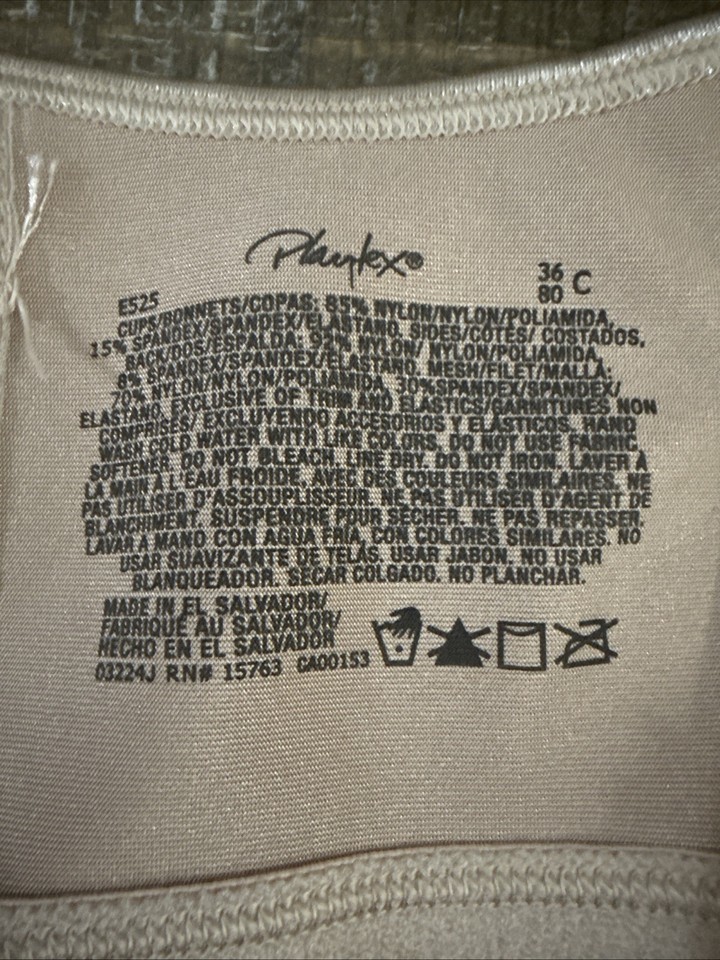 Playtex®
36 C
80
E525
CUPS/BONNETS/COPAS: 85% NYLON/NYLON/POLIAMIDA,
15% SPANDEX/SPANDEX/ELASTANO. SIDES/COTES/ COSTADOS,
BACK/DOS/ESPALDA: 92% NYLON/ NYLON/POLIAMIDA,
8% SPANDEX/SPANDEX/ELASTANO. MESH/FILET/MALLA:
70% NYLON/NYLON/POLIAMIDA, 30%SPANDEX/SPANDEX/
ELASTANO. EXCLUSIVE OF TRIM AND ELASTICS/GARNITURES NON
COMPRISES/ EXCLUYENDO ACCESORIOS Y ELÁSTICOS. HAND
WASH COLD WATER WITH LIKE COLORS. DO NOT USE FABRIC
SOFTENER. DO NOT BLEACH. LINE DRY. DO NOT IRON. LAVER À
LA MAIN À L'EAU FROIDE. AVEC DES COULEURS SIMILAIRES. NE
PAS UTILISER D'ASSOUPLISSEUR. NE PAS UTILISER D'AGENT DE
BLANCHIMENT. SUSPENDRE POUR SÉCHER. NE PAS REPASSER.
LAVAR A MANO CON AGUA FRÍA, CON COLORES SIMILARES. NO
USAR SUAVIZANTE DE TELAS. USAR JABON. NO USAR
BLANQUEADOR. SECAR COLGADO. NO PLANCHAR.
MADE IN EL SALVADOR/
FABRIQUÉ AU SALVADOR/
HECHO EN EL SALVADOR
03224J RN# 15763 CA00153